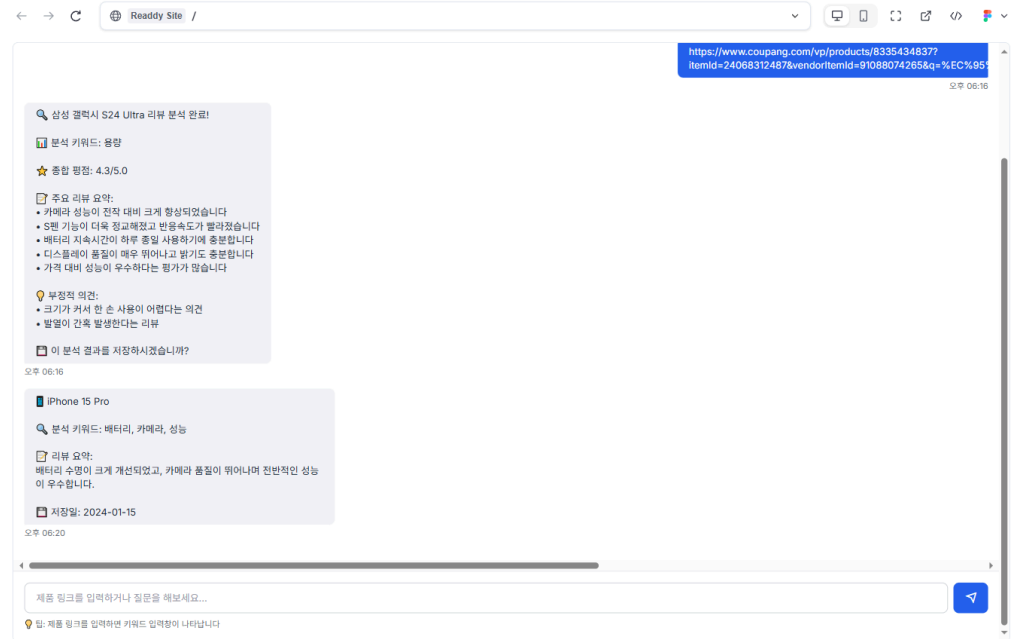 Readdy Site /
https://www.coupang.com/vp/products/8335434837?
itemId=24068312487&vendorItemId=91088074265&q=%EC%95%
오후 06:16
🔍 삼성 갤럭시 S24 Ultra 리뷰 분석 완료!
📊 분석 키워드: 용량
⭐ 종합 평점: 4.3/5.0
📝 주요 리뷰 요약:
• 카메라 성능이 전작 대비 크게 향상되었습니다
• S펜 기능이 더욱 정교해졌고 반응속도가 빨라졌습니다
• 배터리 지속시간이 하루 종일 사용하기에 충분합니다
• 디스플레이 품질이 매우 뛰어나고 밝기도 충분합니다
• 가격 대비 성능이 우수하다는 평가가 많습니다
💡 부정적 의견:
• 크기가 커서 한 손 사용이 어렵다는 의견
• 발열이 간혹 발생한다는 리뷰
💾 이 분석 결과를 저장하시겠습니까?
오후 06:16
📱 iPhone 15 Pro
🔍 분석 키워드: 배터리, 카메라, 성능
📝 리뷰 요약:
배터리 수명이 크게 개선되었고, 카메라 품질이 뛰어나며 전반적인 성능
이 우수합니다.
💾 저장일: 2024-01-15
오후 06:20
제품 링크를 입력하거나 질문을 해보세요...
💡 팁: 제품 링크를 입력하면 키워드 입력창이 나타납니다